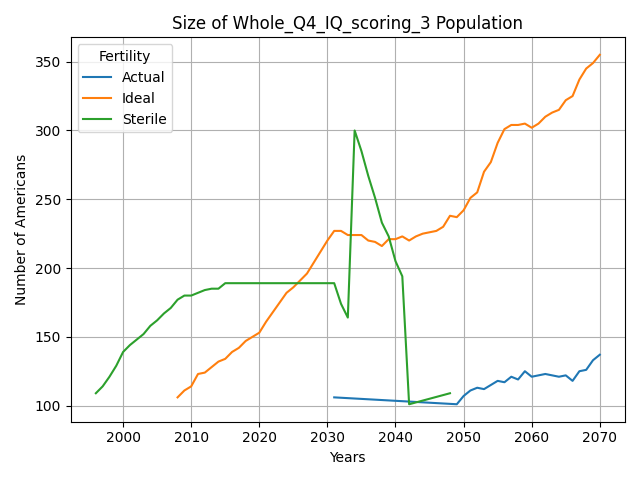 Size of Whole_Q4_IQ_scoring_3 Population
Fertility
Actual
Ideal
Sterile
Number of Americans
350
300
250
200
150
100
2000
2010
2020
2030
2040
2050
2060
2070
Years